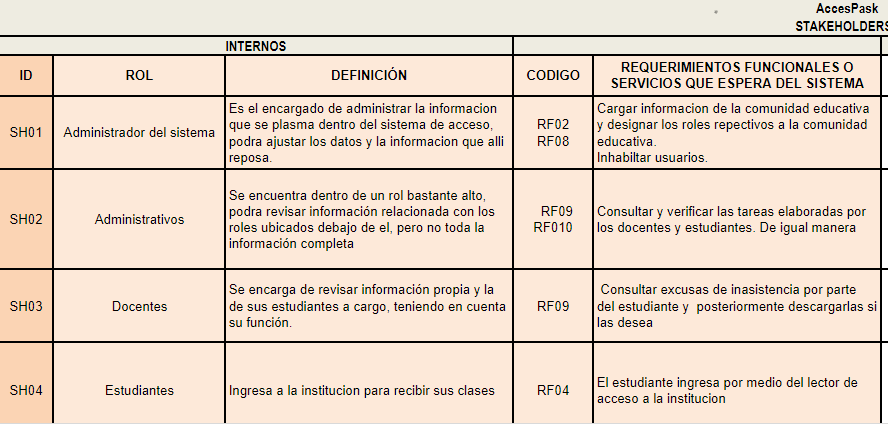 AccesPask
STAKEHOLDERS
INTERNOS
ID
ROL
DEFINICIÓN
CODIGO
REQUERIMIENTOS FUNCIONALES O
SERVICIOS QUE ESPERA DEL SISTEMA
SH01
Administrador del sistema
Es el encargado de administrar la informacion
que se plasma dentro del sistema de acceso,
podra ajustar los datos y la informacion que alli
reposa.
RF02
RF08
Cargar informacion de la comunidad educativa
y designar los roles repectivos a la comunidad
educativa.
Inhabiltar usuarios.
SH02
Administrativos
Se encuentra dentro de un rol bastante alto,
podra revisar información relacionada con los
roles ubicados debajo de el, pero no toda la
información completa
RF09
RF010
Consultar y verificar las tareas elaboradas por
los docentes y estudiantes. De igual manera
SH03
Docentes
Se encarga de revisar información propia y la
de sus estudiantes a cargo, teniendo en cuenta
su función.
RF09
Consultar excusas de inasistencia por parte
del estudiante y posteriormente descargarlas si
las desea
SH04
Estudiantes
Ingresa a la institucion para recibir sus clases
RF04
El estudiante ingresa por medio del lector de
acceso a la institucion